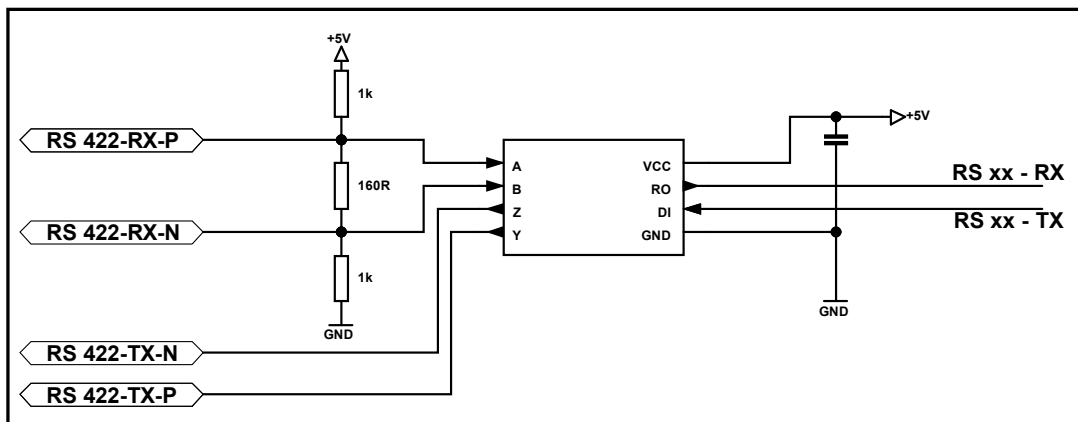 +5V
1k
RS 422-RX-P
160R
RS 422-RX-N
1k
GND
RS 422-TX-N
RS 422-TX-P
A
B
Z
Y
VCC
RO
DI
GND
+5V
RS xx - RX
RS xx - TX
GND